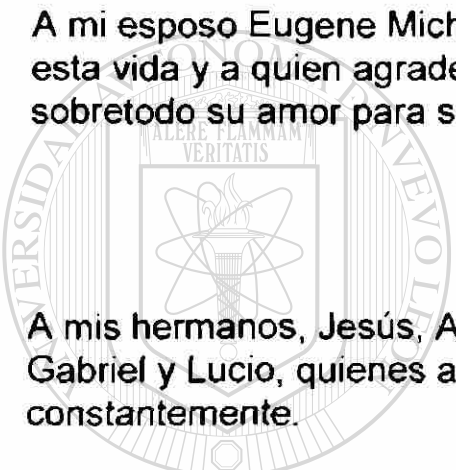 A mi esposo Eugene Mich
esta vida y a quien agrade
sobretodo su amor para s
ALERE FLAMMAM
VERITATIS
A mis hermanos, Jesús, A
Gabriel y Lucio, quienes a
constantemente.